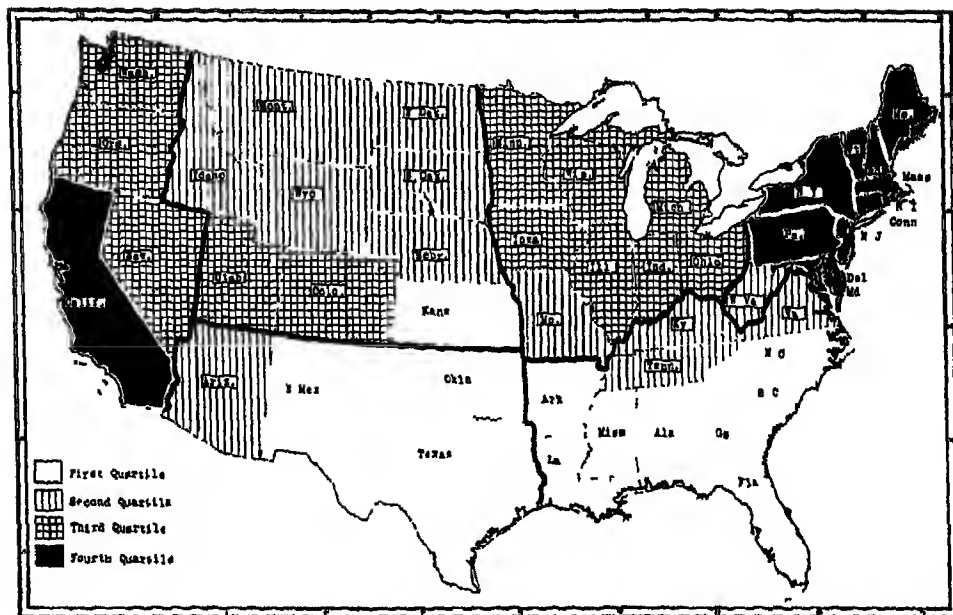 Wash.
Mont.
N Dak.
Minn.
Me.
Ore.
Idaho
S Dak.
Wis.
Mich
N Y
Mass
R I
Conn
Wyo
Nebr.
Iowa
Pa.
N J
Nev.
Utah
Colo.
Ill
Ind.
Ohio
Del
Md
Calif.
Kans
Mo.
Ky
W Va
Va
Ariz.
N Mex
Okla
Ark
Tenn.
N C
S C
Texas
La
Miss
Ala
Ga
Fla
First Quartile
Second Quartile
Third Quartile
Fourth Quartile